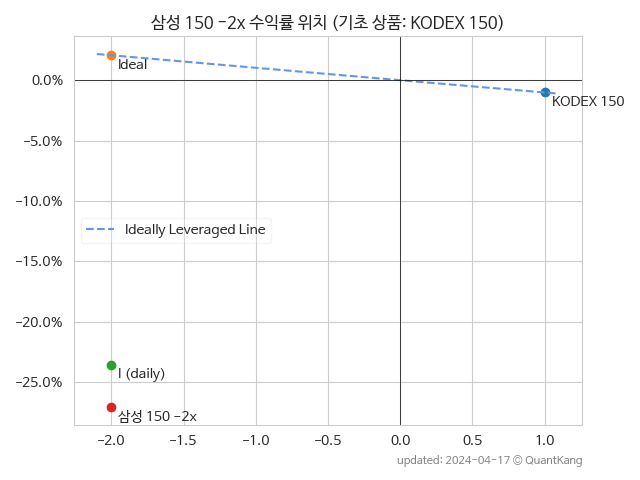 삼성 150 -2x 수익률 위치 (기초 상품: KODEX 150)
0.0%
-5.0%
-10.0%
-15.0%
-20.0%
-25.0%
Ideal
KODEX 150
Ideally Leveraged Line
I (daily)
삼성 150 -2x
-2.0 -1.5 -1.0 -0.5 0.0 0.5 1.0
updated: 2024-04-17 © QuantKang